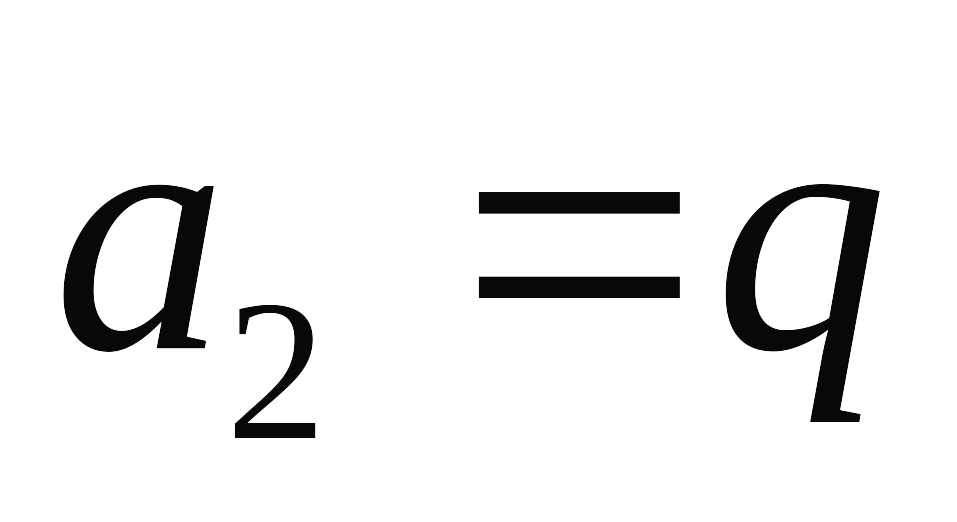 a₂ =q